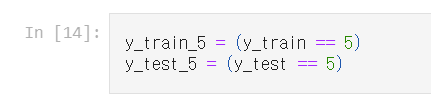 In [14]:
y_train_5 = (y_train == 5)
y_test_5 = (y_test == 5)